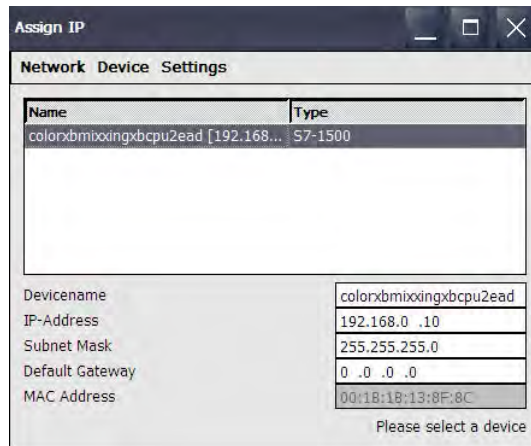 Assign IP
Network Device Settings
Name Type
colorxbmixxingxbcpu2ead [192.168... S7-1500
Devicename colorxbmixxingxbcpu2ead
IP-Address 192.168.0 .10
Subnet Mask 255.255.255.0
Default Gateway 0 .0 .0 .0
MAC Address 00:1B:1B:13:8F:8C
Please select a device